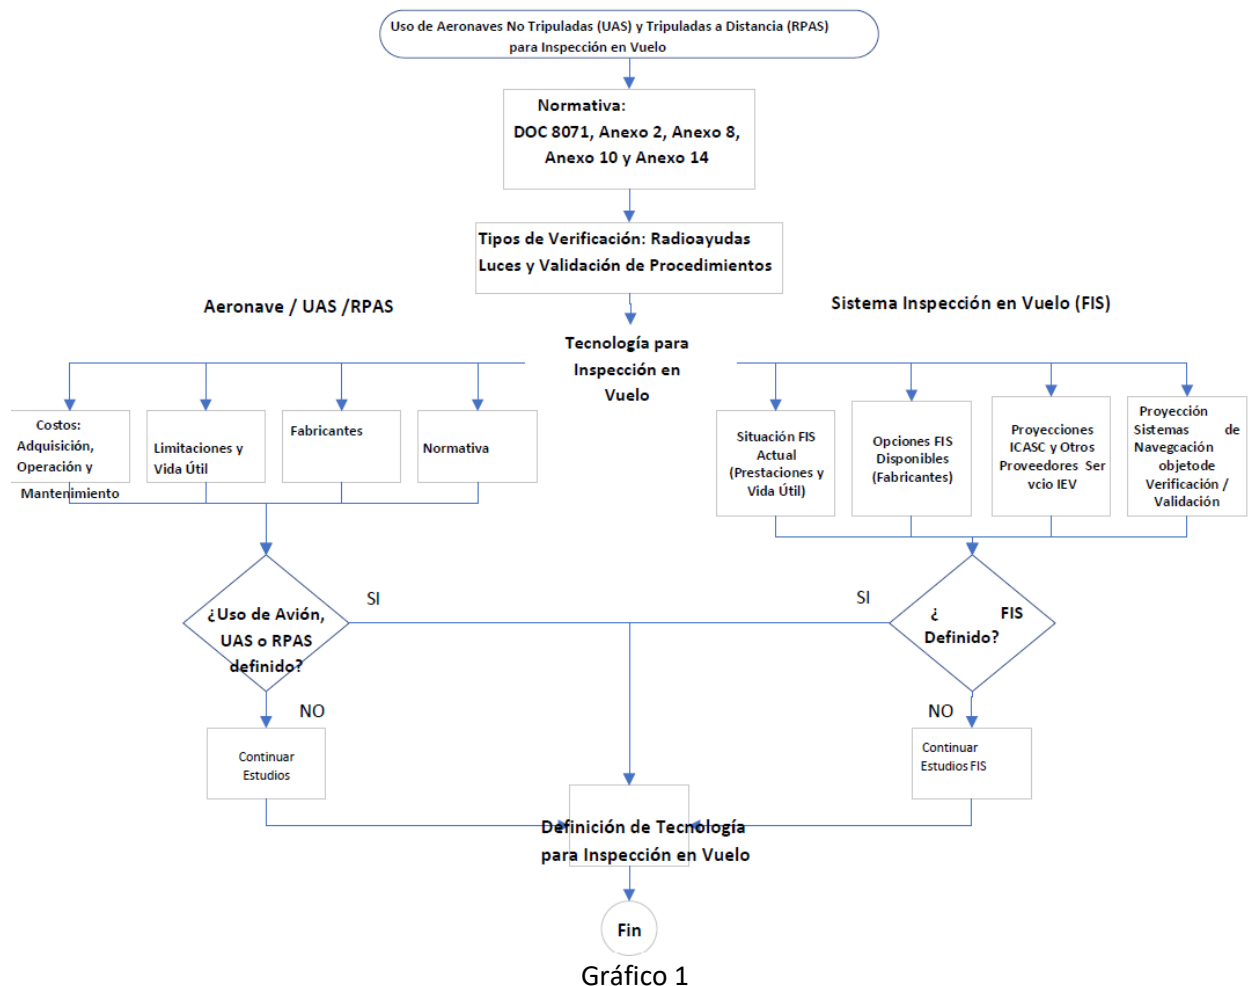 Uso de Aeronaves No Tripuladas (UAS) y Tripuladas a Distancia (RPAS)
para Inspección en Vuelo
Normativa:
DOC 8071, Anexo 2, Anexo 8,
Anexo 10 y Anexo 14
Tipos de Verificación: Radioayudas
Luces y Validación de Procedimientos
Aeronave / UAS /RPAS
Sistema Inspección en Vuelo (FIS)
Tecnología para
Inspección en
Vuelo
Costos:
Adquisición,
Operación y
Mantenimiento
Limitaciones y
Vida Útil
Fabricantes
Normativa
Situación FIS
Actual
(Prestaciones y
Vida Útil)
Opciones FIS
Disponibles
(Fabricantes)
Proyecciones
ICASC y Otros
Proveedores Ser
vcio IEV
Proyección
Sistemas de
Navegcación
objetode
Verificación /
Validación
¿Uso de Avión,
UAS o RPAS
definido?
SI
SI
¿ FIS
Definido?
NO
NO
Continuar
Estudios
Continuar
Estudios FIS
Definición de Tecnología
para Inspección en Vuelo
Fin
Gráfico 1